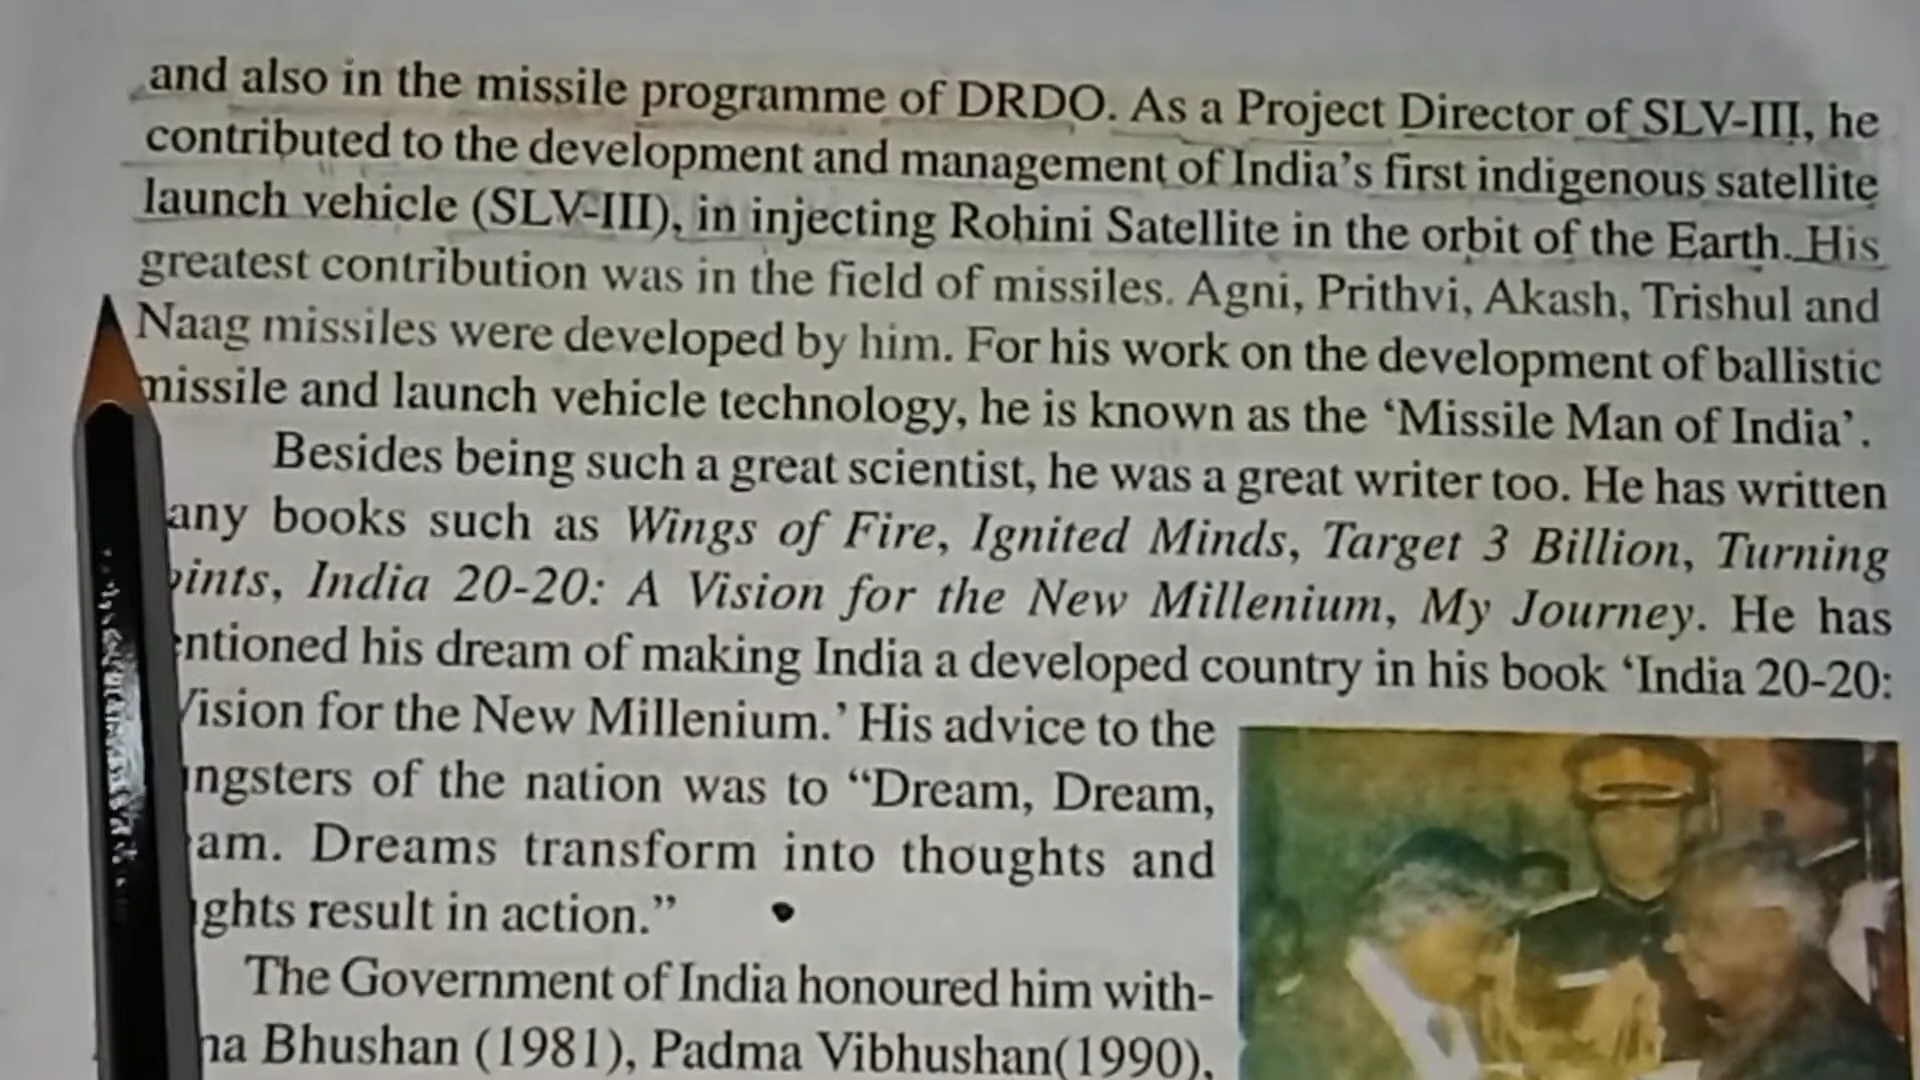 and also in the missile programme of DRDO. As a Project Director of SLV-III, he
contributed to the development and management of India's first indigenous satellite
launch vehicle (SLV-III), in injecting Rohini Satellite in the orbit of the Earth. His
greatest contribution was in the field of missiles. Agni, Prithvi, Akash, Trishul and
Naag missiles were developed by him. For his work on the development of ballistic
missile and launch vehicle technology, he is known as the ‘Missile Man of India’.
Besides being such a great scientist, he was a great writer too. He has written
any books such as Wings of Fire, Ignited Minds, Target 3 Billion, Turning
ints, India 20-20: A Vision for the New Millenium, My Journey. He has
entioned his dream of making India a developed country in his book ‘India 20-20:
Vision for the New Millenium.’ His advice to the
ngsters of the nation was to “Dream, Dream,
am. Dreams transform into thoughts and
ghts result in action.”
The Government of India honoured him with-
na Bhushan (1981), Padma Vibhushan(1990),